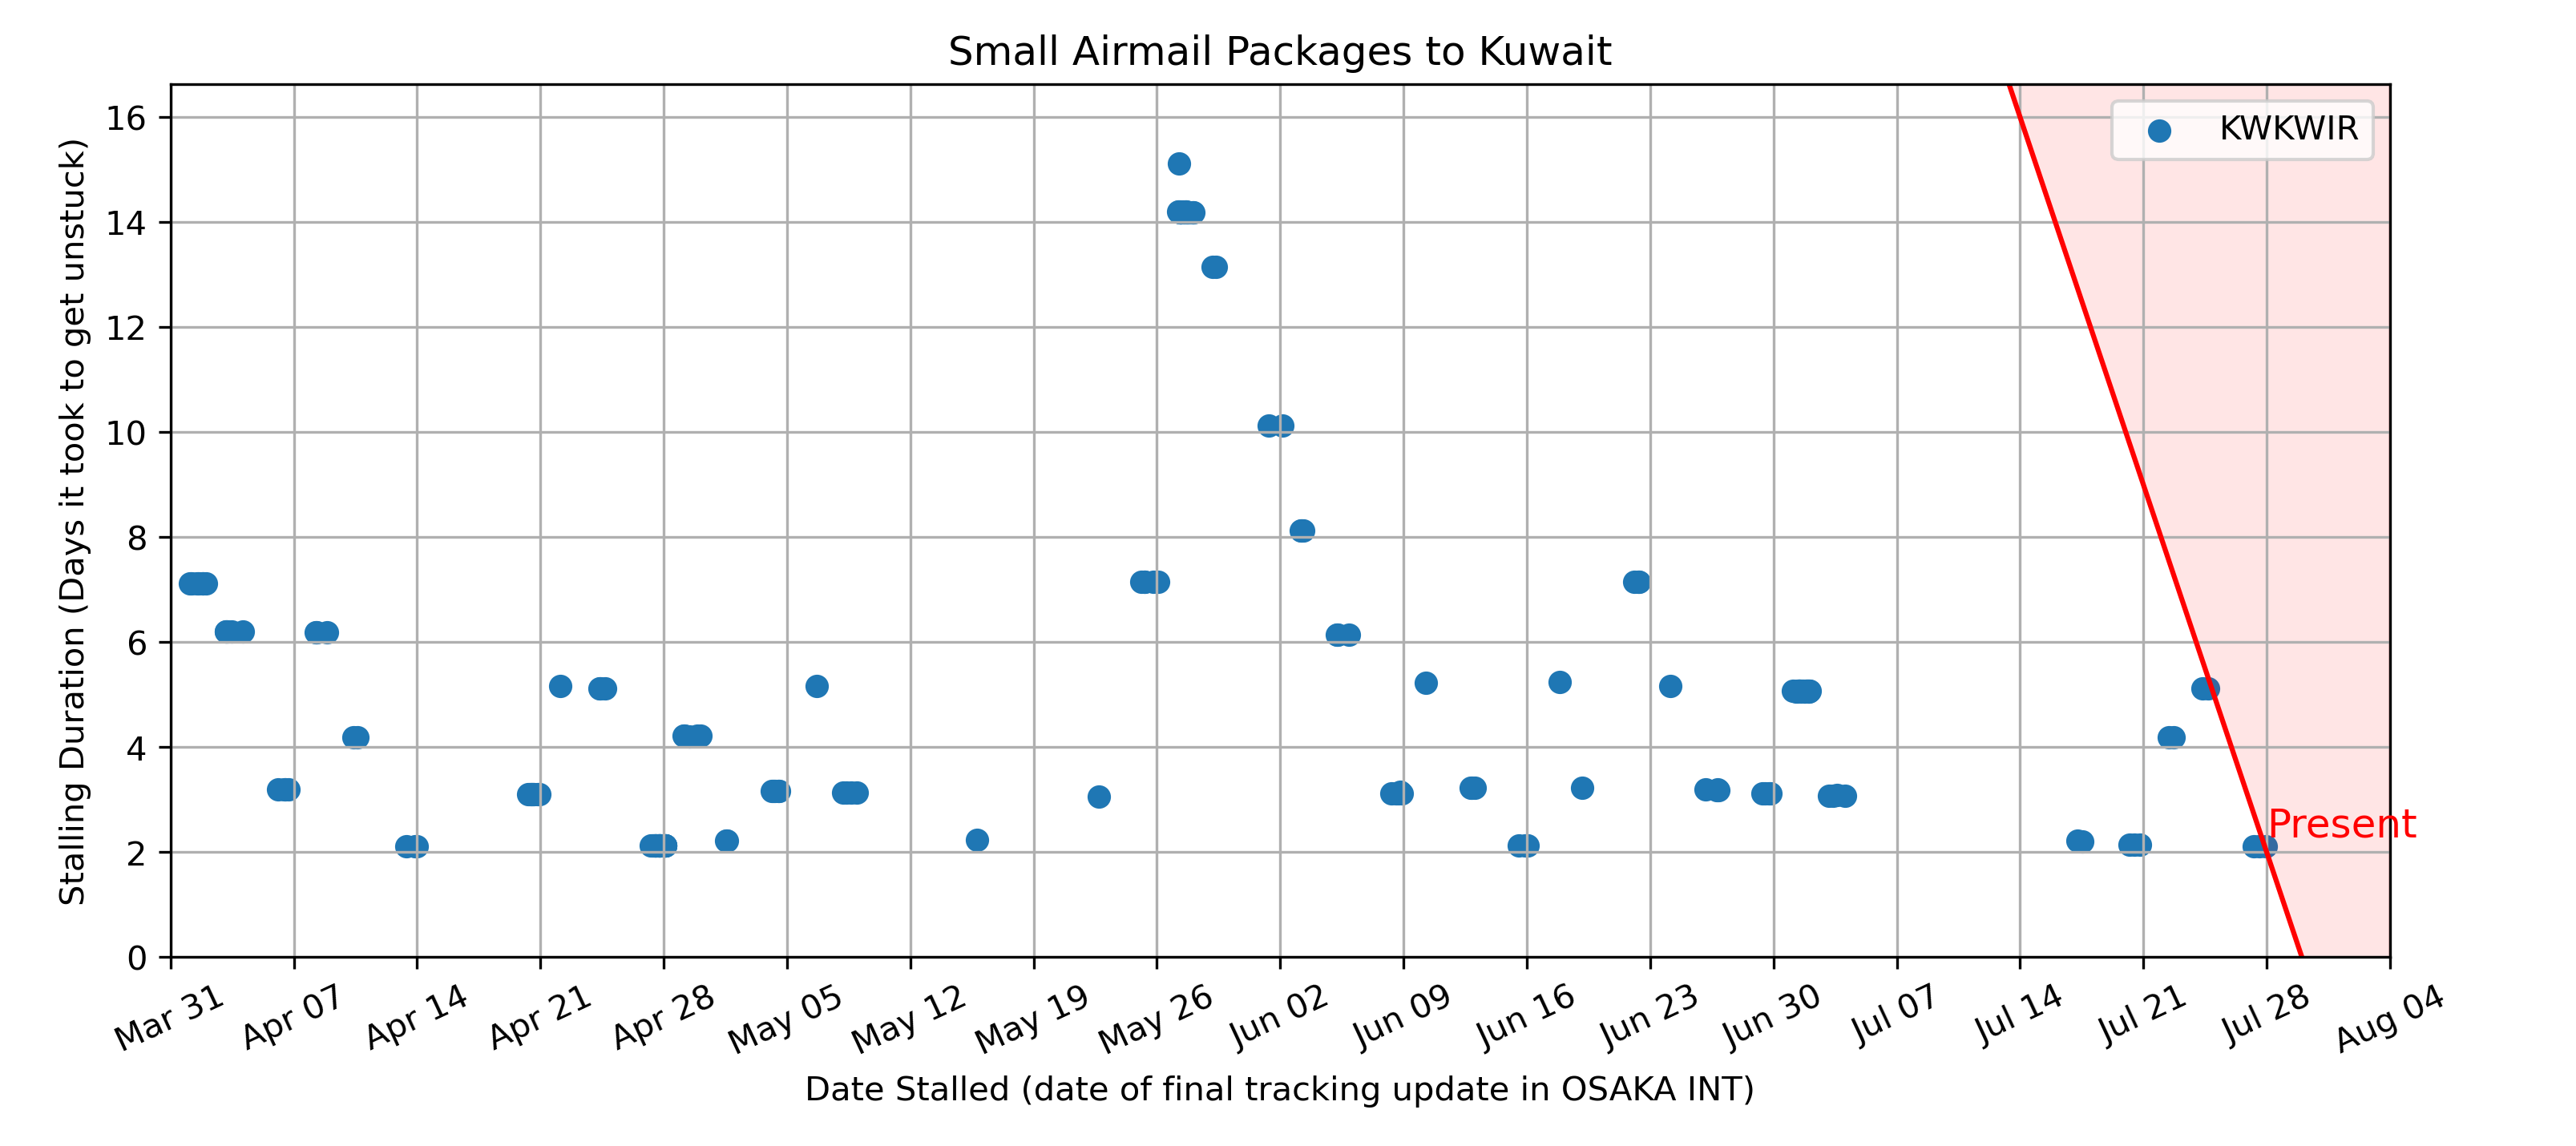 Small Airmail Packages to Kuwait
KWKWIR
Stalling Duration (Days it took to get unstuck)
16
14
12
10
8
6
4
2
0
Present
Mar 31 Apr 07 Apr 14 Apr 21 Apr 28 May 05 May 12 May 19 May 26 Jun 02 Jun 09 Jun 16 Jun 23 Jun 30 Jul 07 Jul 14 Jul 21 Jul 28 Aug 04
Date Stalled (date of final tracking update in OSAKA INT)